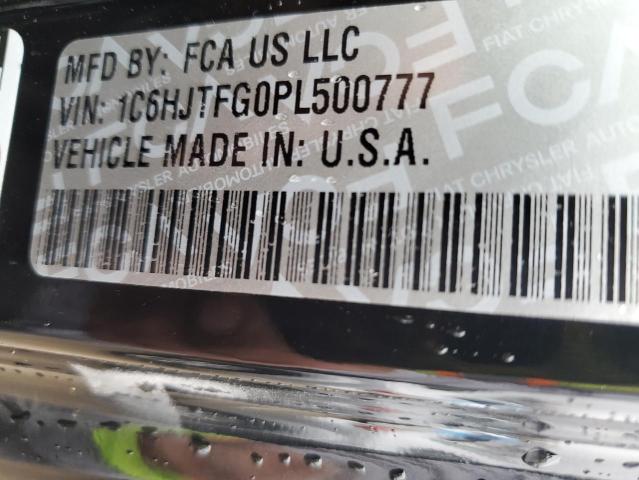 MFD BY: FCA US LLC
VIN: 1C6HJTFG0PL500777
VEHICLE MADE IN: U.S.A.